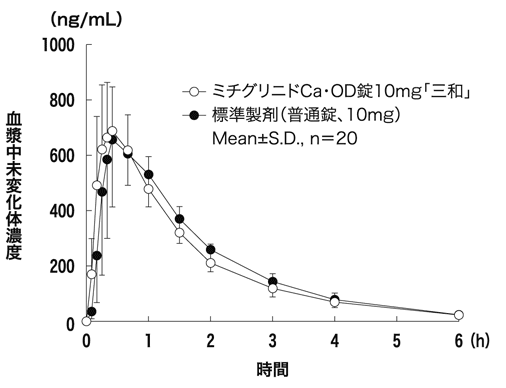 (ng/mL)
1000
800
600
400
200
0
血漿中未変化体濃度
ミチグリニドCa・OD錠10mg「三和」
標準製剤(普通錠、10mg)
Mean±S.D., n=20
0 1 2 3 4 5 6 (h)
時間